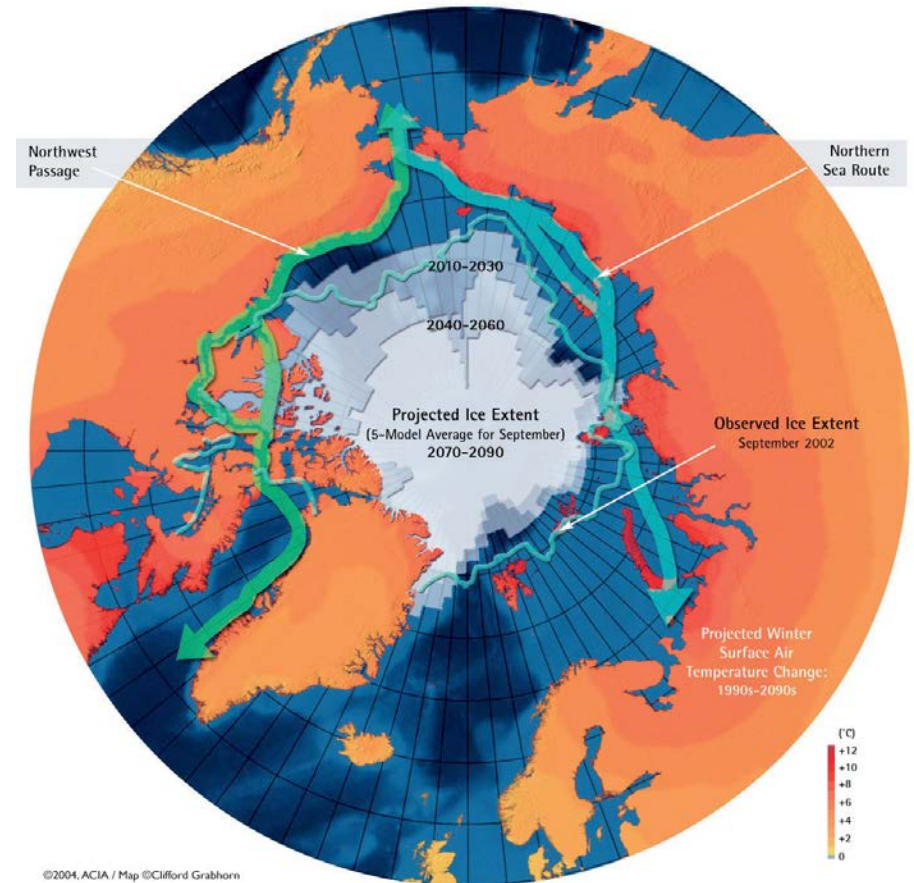 Northwest
Passage
Northern
Sea Route
2010-2030
2040-2060
Projected Ice Extent
(5-Model Average for September)
2070-2090
Observed Ice Extent
September 2002
Projected Winter
Surface Air
Temperature Change:
1990s-2090s
(°C)
+12
+10
+8
+6
+4
+2
0
©2004, ACIA / Map ©Clifford Grabhorn